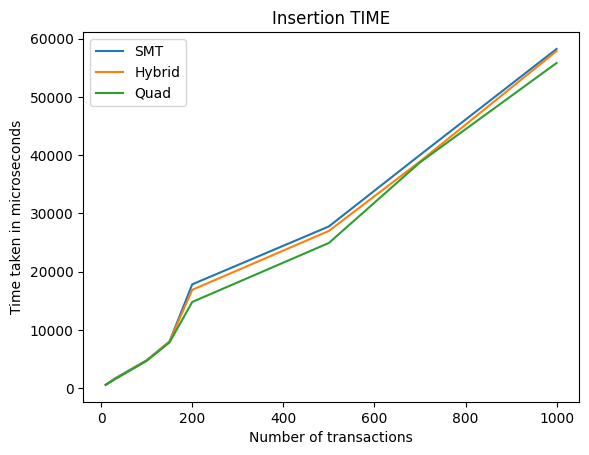 Insertion TIME
SMT
Hybrid
Quad
60000
50000
40000
30000
20000
10000
0
Time taken in microseconds
0 200 400 600 800 1000
Number of transactions